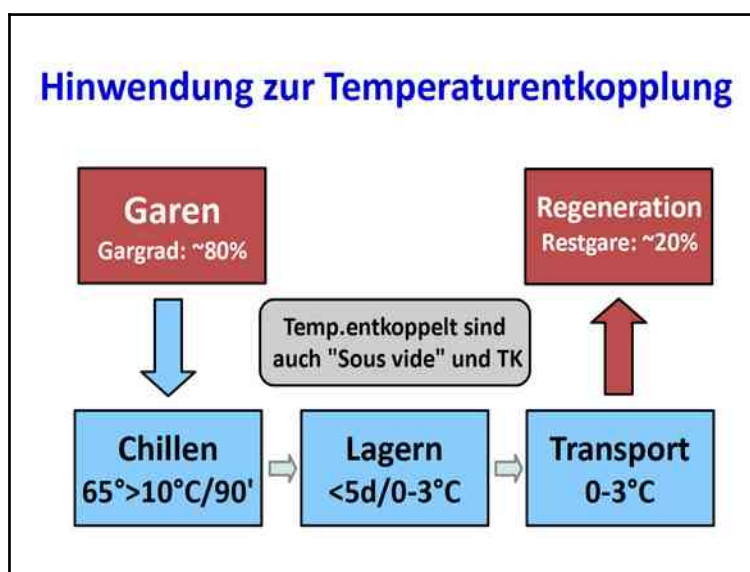 Hinwendung zur Temperaturentkopplung
Garen
Gargrad: ~80%
Regeneration
Restgare: ~20%
Temp.entkoppelt sind
auch "Sous vide" und TK
Chillen
65°>10°C/90'
Lagern
<5d/0-3°C
Transport
0-3°C